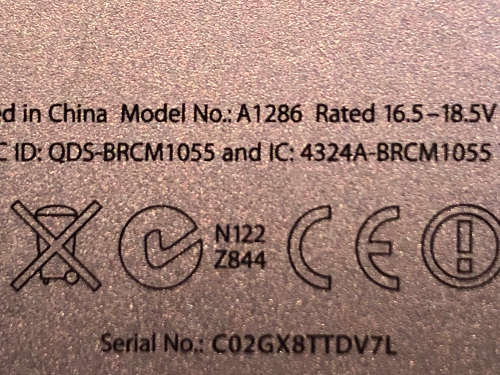 ed in China Model No.: A1286 Rated 16.5–18.5V
C ID: QDS-BRCM1055 and IC: 4324A-BRCM1055
N122
Z844
CE
Serial No.: C02GX8TTDV7L